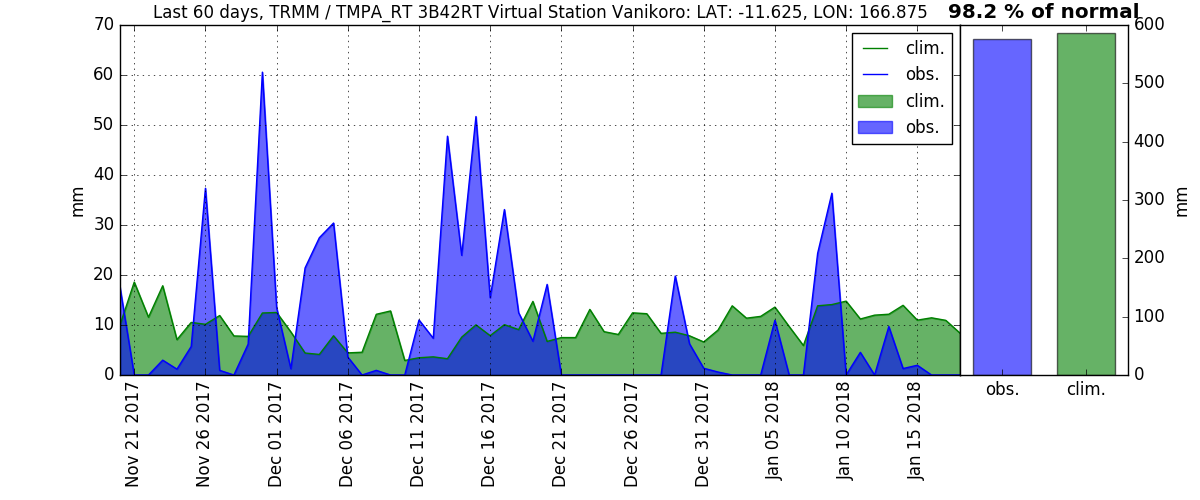 Last 60 days, TRMM / TMPA_RT 3B42RT Virtual Station Vanikoro: LAT: -11.625, LON: 166.875
98.2 % of normal
70
60
50
40
30
20
10
0
mm
clim.
obs.
clim.
obs.
Nov 21 2017
Nov 26 2017
Dec 01 2017
Dec 06 2017
Dec 11 2017
Dec 16 2017
Dec 21 2017
Dec 26 2017
Dec 31 2017
Jan 05 2018
Jan 10 2018
Jan 15 2018
600
500
400
300
200
100
0
mm
obs.
clim.